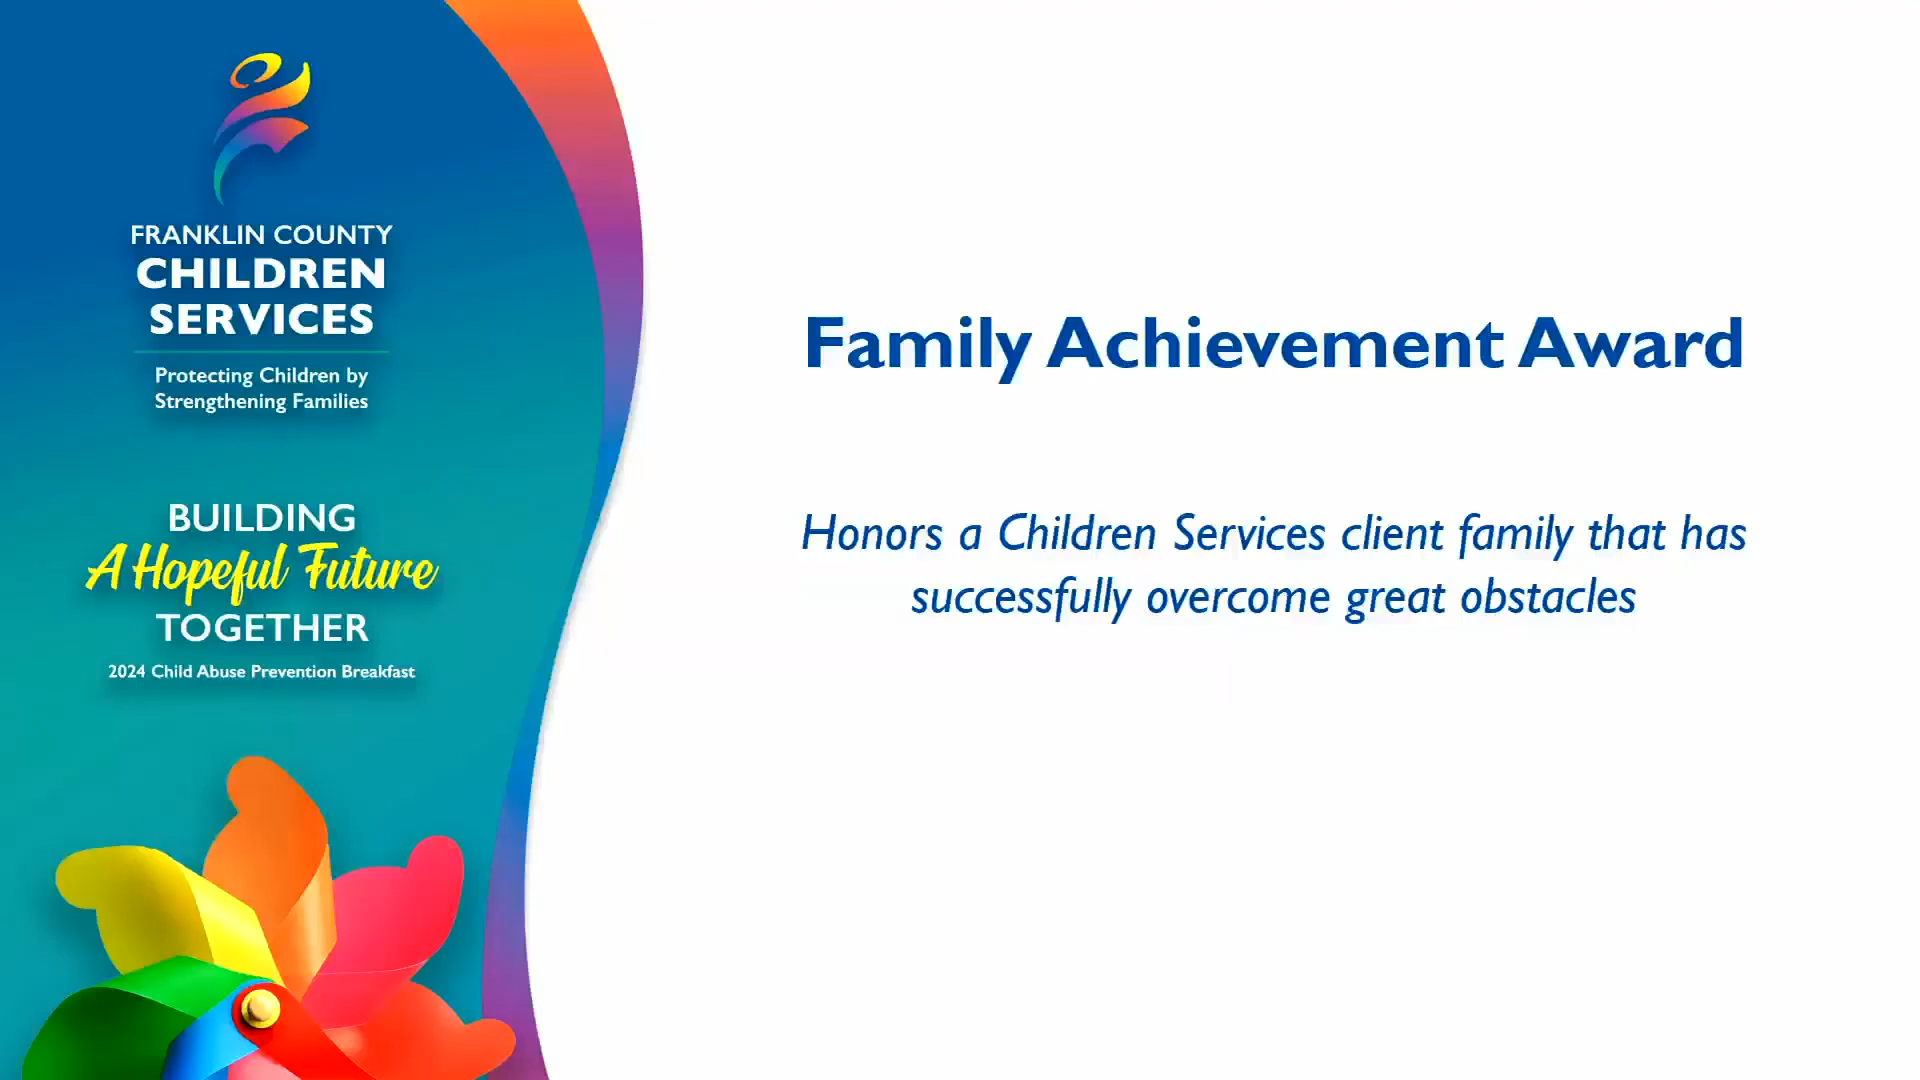 FRANKLIN COUNTY
CHILDREN
SERVICES
Protecting Children by
Strengthening Families
BUILDING
A Hopeful Future
TOGETHER
2024 Child Abuse Prevention Breakfast
Family Achievement Award
Honors a Children Services client family that has
successfully overcome great obstacles